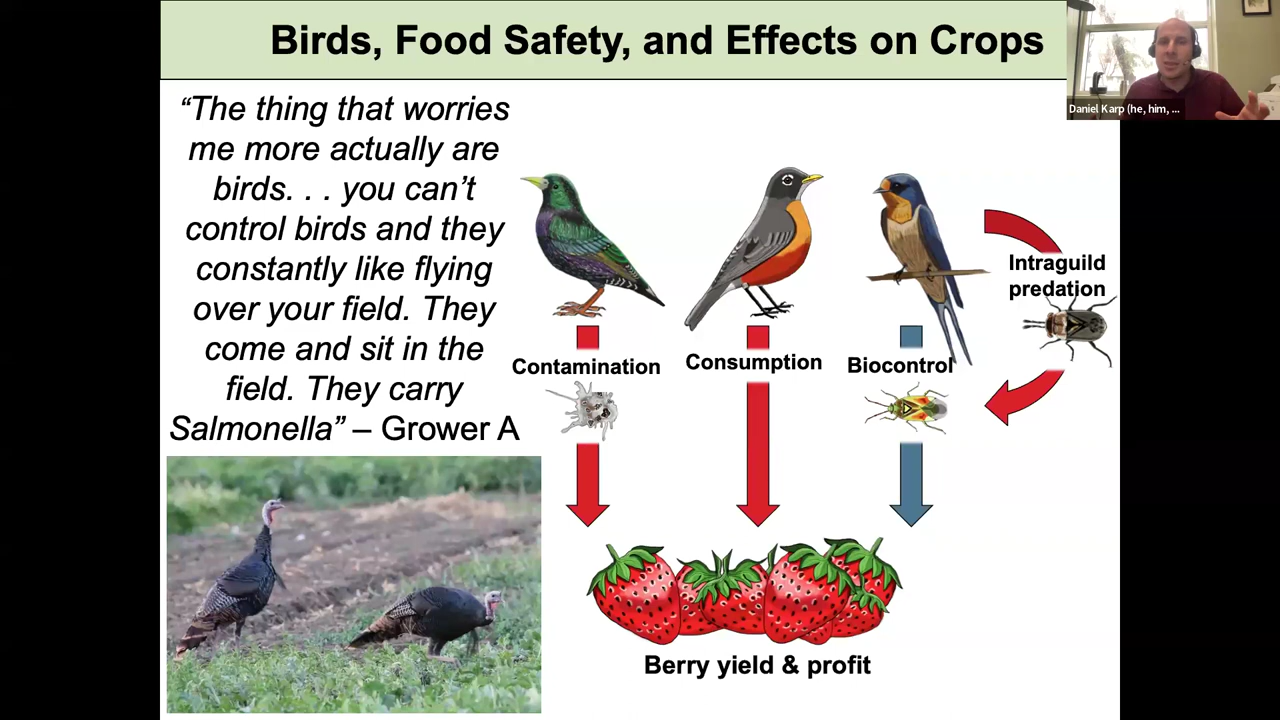 Birds, Food Safety, and Effects on Crops
Daniel Karp (he, him, ...
“The thing that worries
me more actually are
birds. . . you can’t
control birds and they
constantly like flying
over your field. They
come and sit in the
field. They carry
Salmonella” – Grower A
Contamination
Consumption
Biocontrol
Intraguild
predation
Berry yield & profit